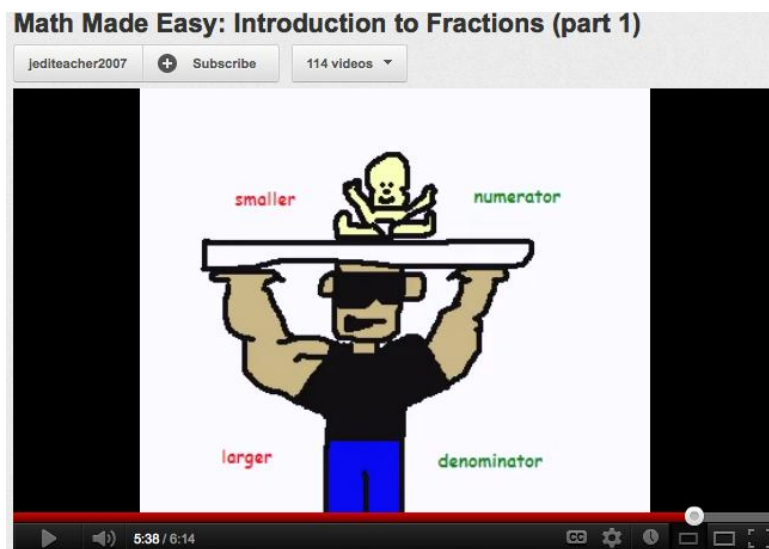 Math Made Easy: Introduction to Fractions (part 1)
jediteacher2007 Subscribe 114 videos
smaller numerator
larger denominator
5:38 / 6:14 CC